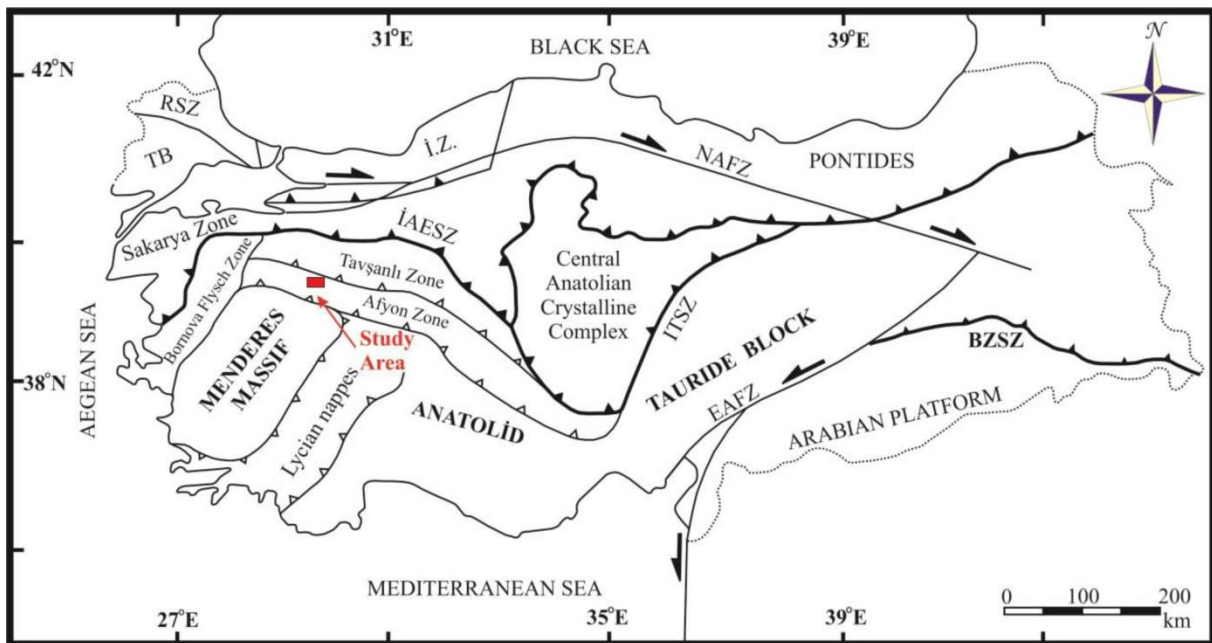 31°E
39°E
BLACK SEA
N
42°N
RSZ
TB
İ.Z.
NAFZ
PONTIDES
Sakarya Zone
İAESZ
Central
Anatolian
Crystalline
Complex
Tavşanlı Zone
Bornova Flysch Zone
Afyon Zone
ITSZ
Study
Area
AEGEAN SEA
38°N
MENDERES
MASSIF
Lycian nappes
ANATOLİD
TAURIDE BLOCK
BZSZ
EAFZ
ARABIAN PLATFORM
MEDITERRANEAN SEA
0 100 200
km
27°E
35°E
39°E